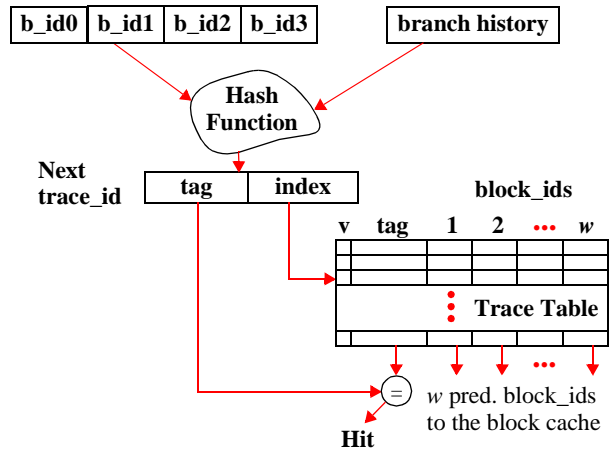 b_id0 b_id1 b_id2 b_id3
branch history
Hash
Function
Next
trace_id
tag index
block_ids
v tag 1 2 ••• w
Trace Table
=
w pred. block_ids
to the block cache
Hit